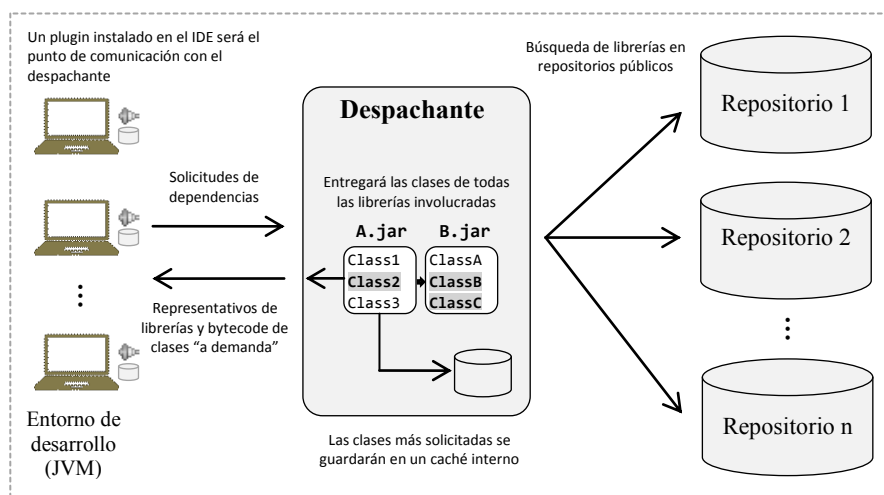 Un plugin instalado en el IDE será el
punto de comunicación con el
despachante
Solicitudes de
dependencias
Representativos de
librerías y bytecode de
clases “a demanda”
Entorno de
desarrollo
(JVM)
Despachante
Entregará las clases de todas
las librerías involucradas
A.jar
B.jar
Class1
Class2
Class3
ClassA
ClassB
ClassC
Las clases más solicitadas se
guardarán en un caché interno
Búsqueda de librerías en
repositorios públicos
Repositorio 1
Repositorio 2
Repositorio n